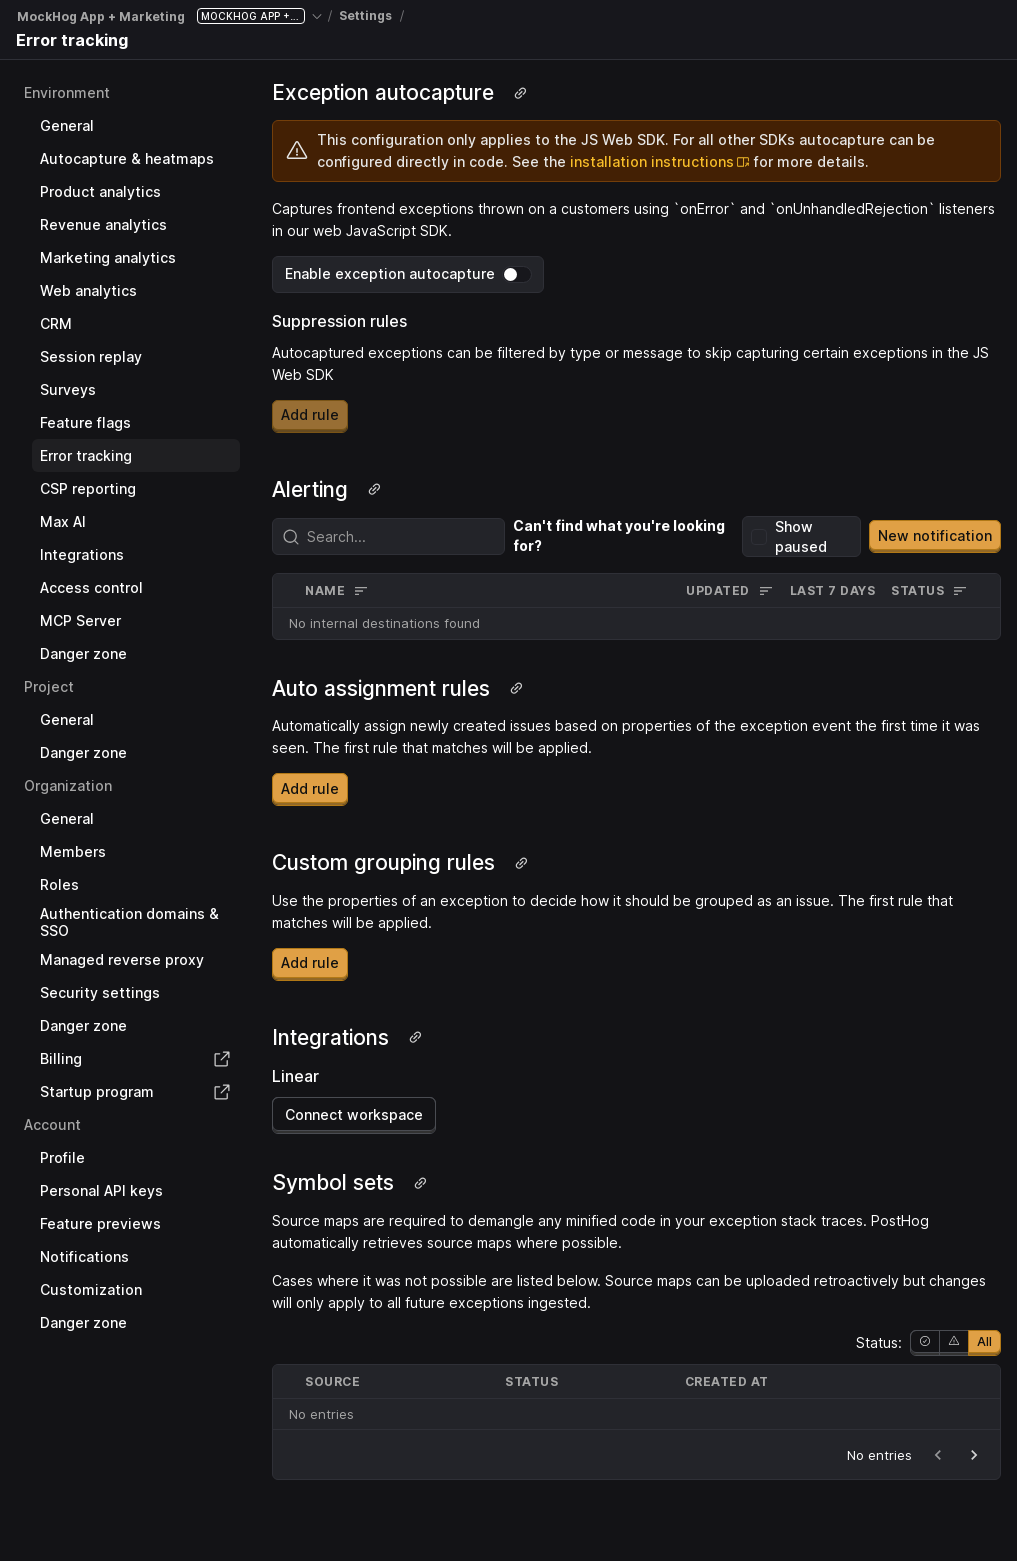 MockHog App + Marketing MOCKHOG APP +... / Settings /
Error tracking
Environment
General
Autocapture & heatmaps
Product analytics
Revenue analytics
Marketing analytics
Web analytics
CRM
Session replay
Surveys
Feature flags
Error tracking
CSP reporting
Max AI
Integrations
Access control
MCP Server
Danger zone
Project
General
Danger zone
Organization
General
Members
Roles
Authentication domains &
SSO
Managed reverse proxy
Security settings
Danger zone
Billing
Startup program
Account
Profile
Personal API keys
Feature previews
Notifications
Customization
Danger zone
Exception autocapture
This configuration only applies to the JS Web SDK. For all other SDKs autocapture can be
configured directly in code. See the installation instructions for more details.
Captures frontend exceptions thrown on a customers using `onError` and `onUnhandledRejection` listeners
in our web JavaScript SDK.
Enable exception autocapture
Suppression rules
Autocaptured exceptions can be filtered by type or message to skip capturing certain exceptions in the JS
Web SDK
Add rule
Alerting
Search...
Can't find what you're looking
for?
Show
paused
New notification
NAME UPDATED LAST 7 DAYS STATUS
No internal destinations found
Auto assignment rules
Automatically assign newly created issues based on properties of the exception event the first time it was
seen. The first rule that matches will be applied.
Add rule
Custom grouping rules
Use the properties of an exception to decide how it should be grouped as an issue. The first rule that
matches will be applied.
Add rule
Integrations
Linear
Connect workspace
Symbol sets
Source maps are required to demangle any minified code in your exception stack traces. PostHog
automatically retrieves source maps where possible.
Cases where it was not possible are listed below. Source maps can be uploaded retroactively but changes
will only apply to all future exceptions ingested.
Status: All
SOURCE STATUS CREATED AT
No entries
No entries